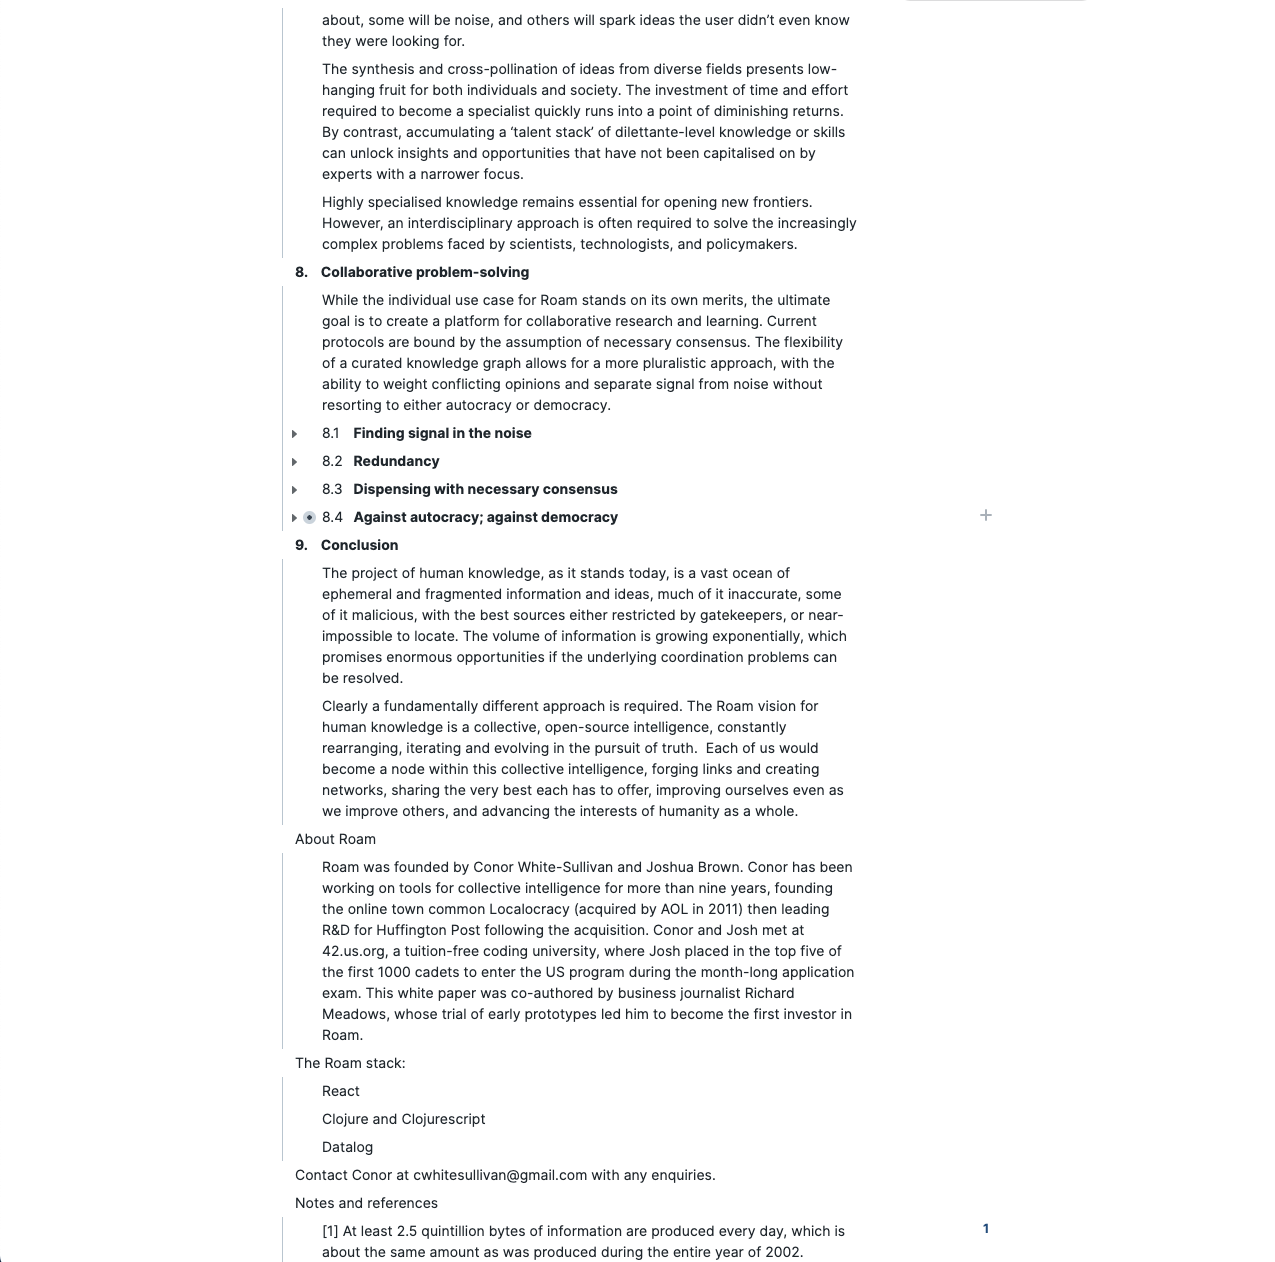 about, some will be noise, and others will spark ideas the user didn’t even know
they were looking for.
The synthesis and cross-pollination of ideas from diverse fields presents low-
hanging fruit for both individuals and society. The investment of time and effort
required to become a specialist quickly runs into a point of diminishing returns.
By contrast, accumulating a ‘talent stack’ of dilettante-level knowledge or skills
can unlock insights and opportunities that have not been capitalised on by
experts with a narrower focus.
Highly specialised knowledge remains essential for opening new frontiers.
However, an interdisciplinary approach is often required to solve the increasingly
complex problems faced by scientists, technologists, and policymakers.
8. Collaborative problem-solving
While the individual use case for Roam stands on its own merits, the ultimate
goal is to create a platform for collaborative research and learning. Current
protocols are bound by the assumption of necessary consensus. The flexibility
of a curated knowledge graph allows for a more pluralistic approach, with the
ability to weight conflicting opinions and separate signal from noise without
resorting to either autocracy or democracy.
8.1 Finding signal in the noise
8.2 Redundancy
8.3 Dispensing with necessary consensus
8.4 Against autocracy; against democracy
9. Conclusion
The project of human knowledge, as it stands today, is a vast ocean of
ephemeral and fragmented information and ideas, much of it inaccurate, some
of it malicious, with the best sources either restricted by gatekeepers, or near-
impossible to locate. The volume of information is growing exponentially, which
promises enormous opportunities if the underlying coordination problems can
be resolved.
Clearly a fundamentally different approach is required. The Roam vision for
human knowledge is a collective, open-source intelligence, constantly
rearranging, iterating and evolving in the pursuit of truth.  Each of us would
become a node within this collective intelligence, forging links and creating
networks, sharing the very best each has to offer, improving ourselves even as
we improve others, and advancing the interests of humanity as a whole.
About Roam
Roam was founded by Conor White-Sullivan and Joshua Brown. Conor has been
working on tools for collective intelligence for more than nine years, founding
the online town common Localocracy (acquired by AOL in 2011) then leading
R&D for Huffington Post following the acquisition. Conor and Josh met at
42.us.org, a tuition-free coding university, where Josh placed in the top five of
the first 1000 cadets to enter the US program during the month-long application
exam. This white paper was co-authored by business journalist Richard
Meadows, whose trial of early prototypes led him to become the first investor in
Roam.
The Roam stack:
React
Clojure and Clojurescript
Datalog
Contact Conor at cwhitesullivan@gmail.com with any enquiries.
Notes and references
[1] At least 2.5 quintillion bytes of information are produced every day, which is
about the same amount as was produced during the entire year of 2002.
1